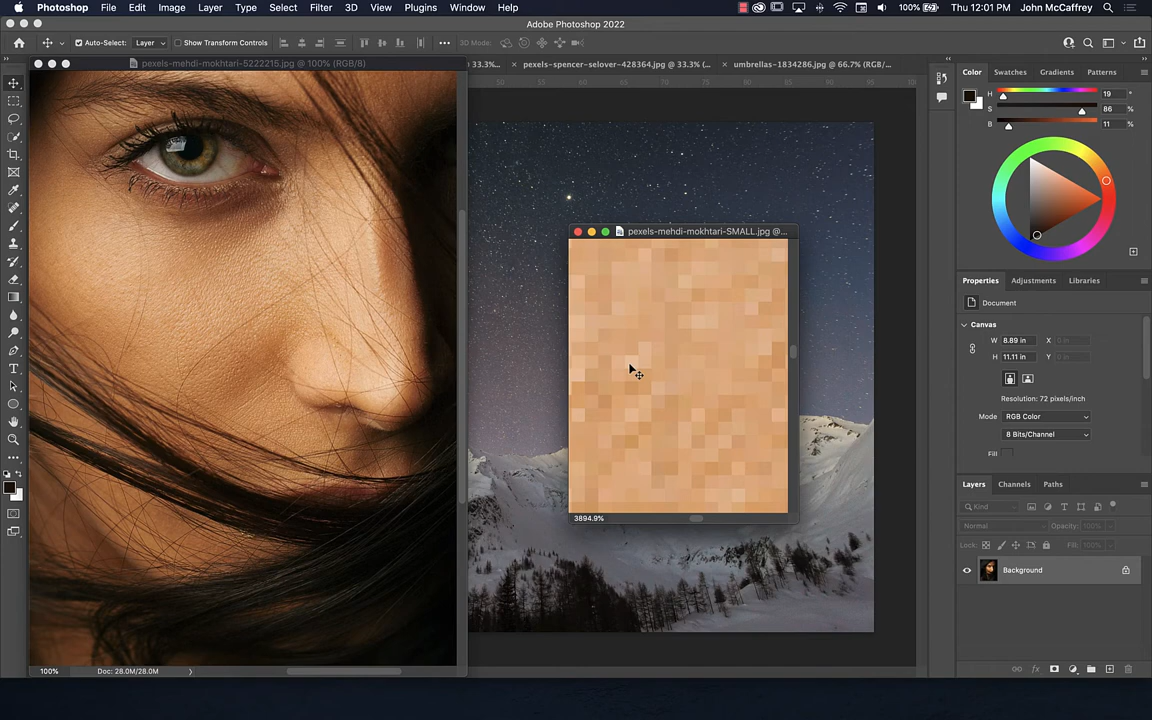 Photoshop File Edit Image Layer Type Select Filter 3D View Plugins Window Help 100% Thu 12:01 PM John McCaffrey
Adobe Photoshop 2022
Auto-Select: Layer Show Transform Controls 3D Mode:
pexels-mehdi-mokhtari-5222215.jpg @ 100% (RGB/8)
33.3%... × pexels-spencer-selover-428364.jpg @ 33.3% (... × umbrellas-1834286.jpg @ 66.7% (RGB/...
Color Swatches Gradients Patterns
H 19 °
S 86 %
B 11 %
pexels-mehdi-mokhtari-SMALL.jpg @...
3894.9%
Properties Adjustments Libraries
Document
Canvas
W 8.89 in X 0 in
H 11.11 in Y 0 in
Resolution: 72 pixels/inch
Mode RGB Color
8 Bits/Channel
Fill
Layers Channels Paths
Kind
Normal Opacity: 100%
Lock: Fill: 100%
Background
100% Doc: 28.0M/28.0M